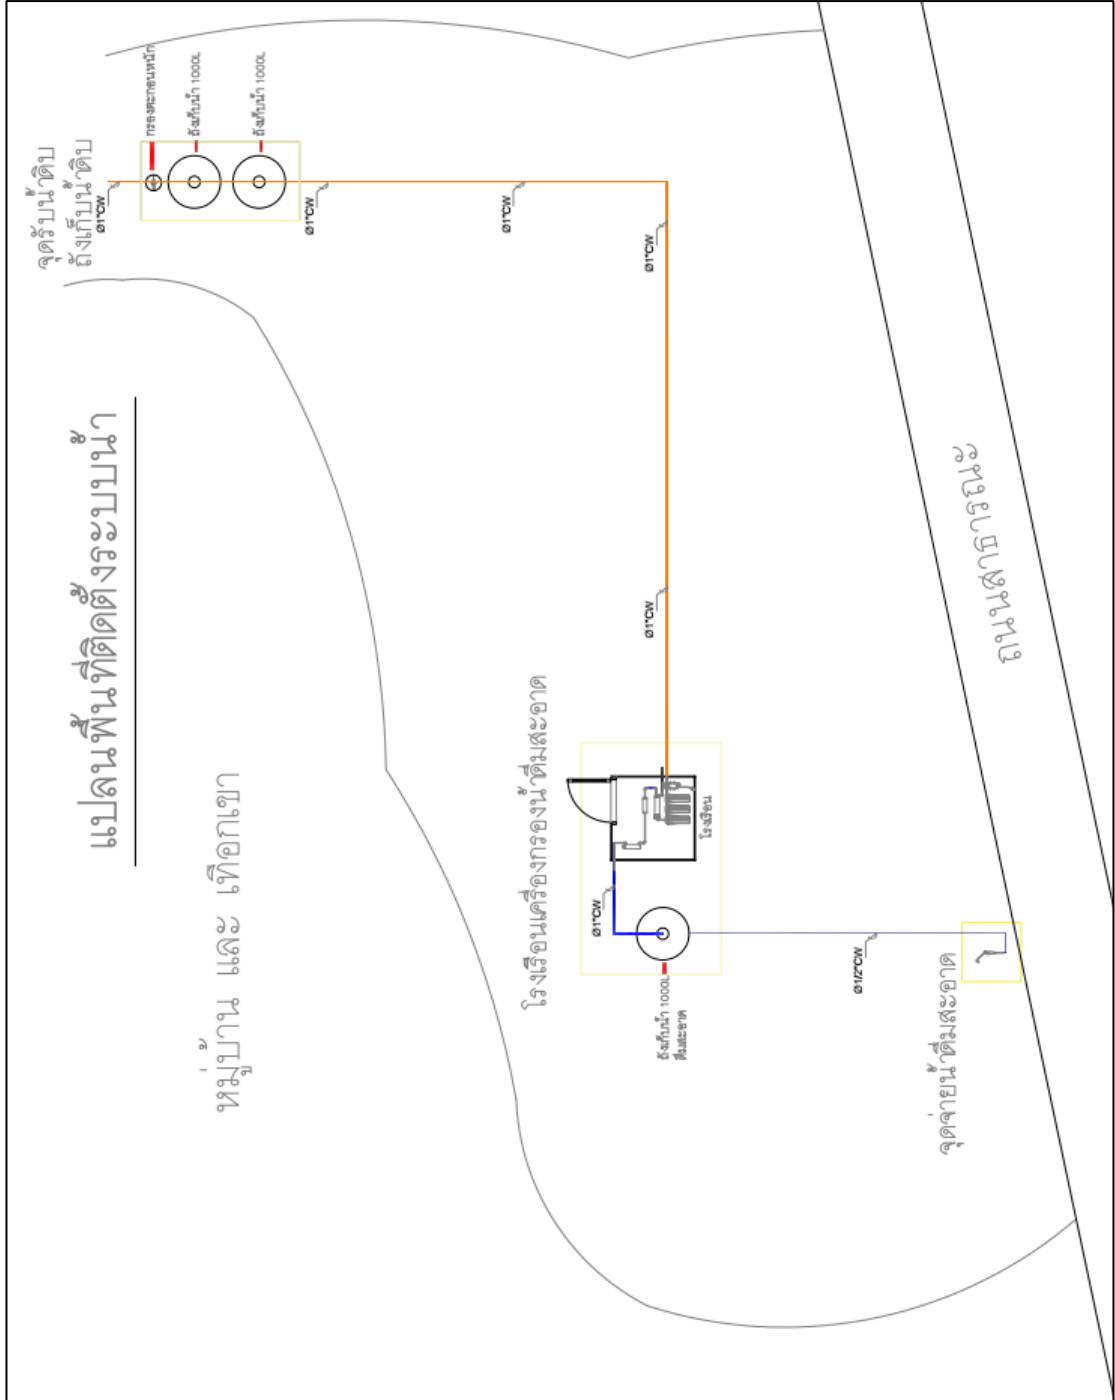 แปลนพื้นที่ติดตั้งระบบน้ำ
จุดรับน้ำดิบ
ถังเก็บน้ำดิบ
กรองตะกอนหนัก
ถังเก็บน้ำ 1000L
ถังเก็บน้ำ 1000L
Ø1"CW
Ø1"CW
Ø1"CW
Ø1"CW
Ø1"CW
หมู่บ้าน และ เทือกเขา
โรงเรือนเครื่องกรองน้ำดื่มสะอาด
โรงเรือน
Ø1"CW
ถังเก็บน้ำ 1000L
ดื่มสะอาด
Ø1/2"CW
จุดจ่ายน้ำดื่มสะอาด
ถนนสาธารณะ